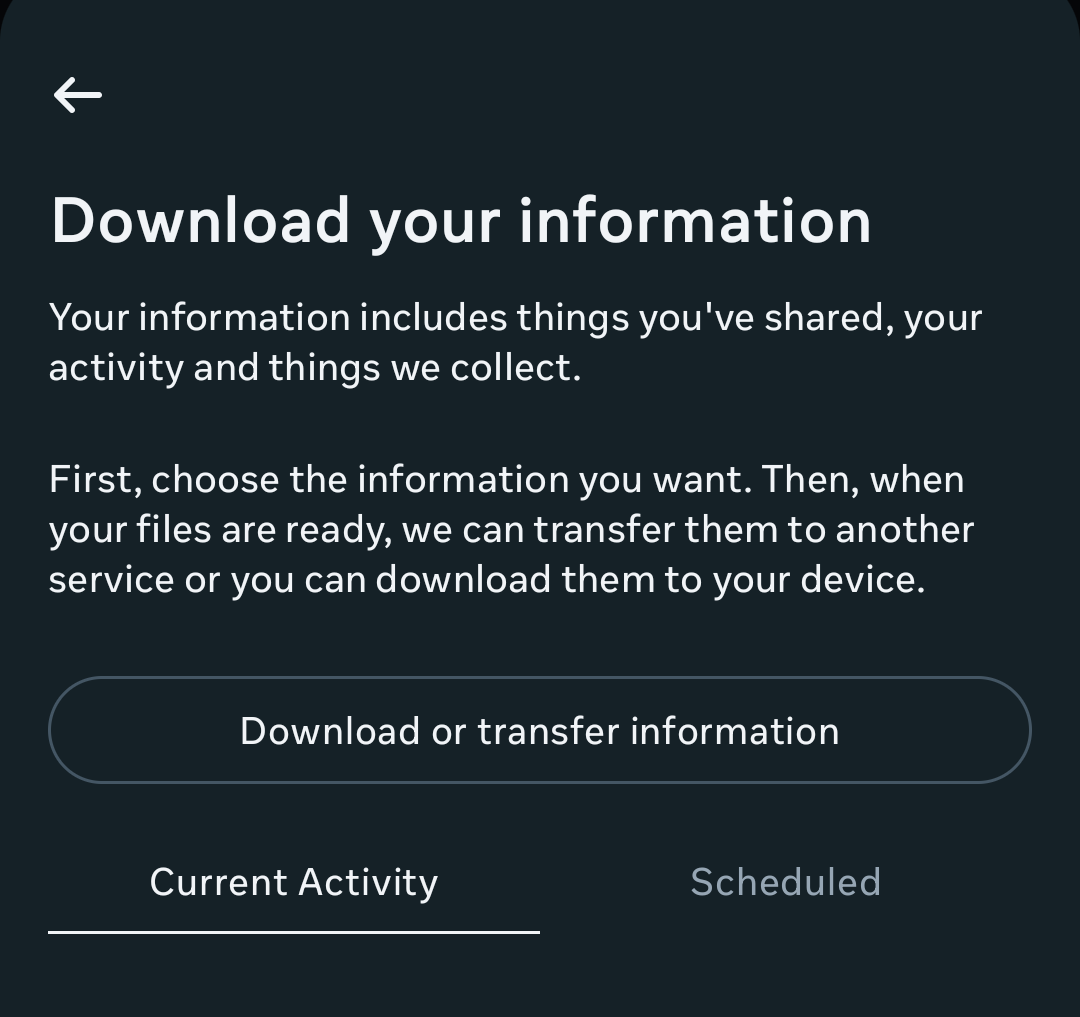 Download your information
Your information includes things you've shared, your
activity and things we collect.
First, choose the information you want. Then, when
your files are ready, we can transfer them to another
service or you can download them to your device.
Download or transfer information
Current Activity
Scheduled